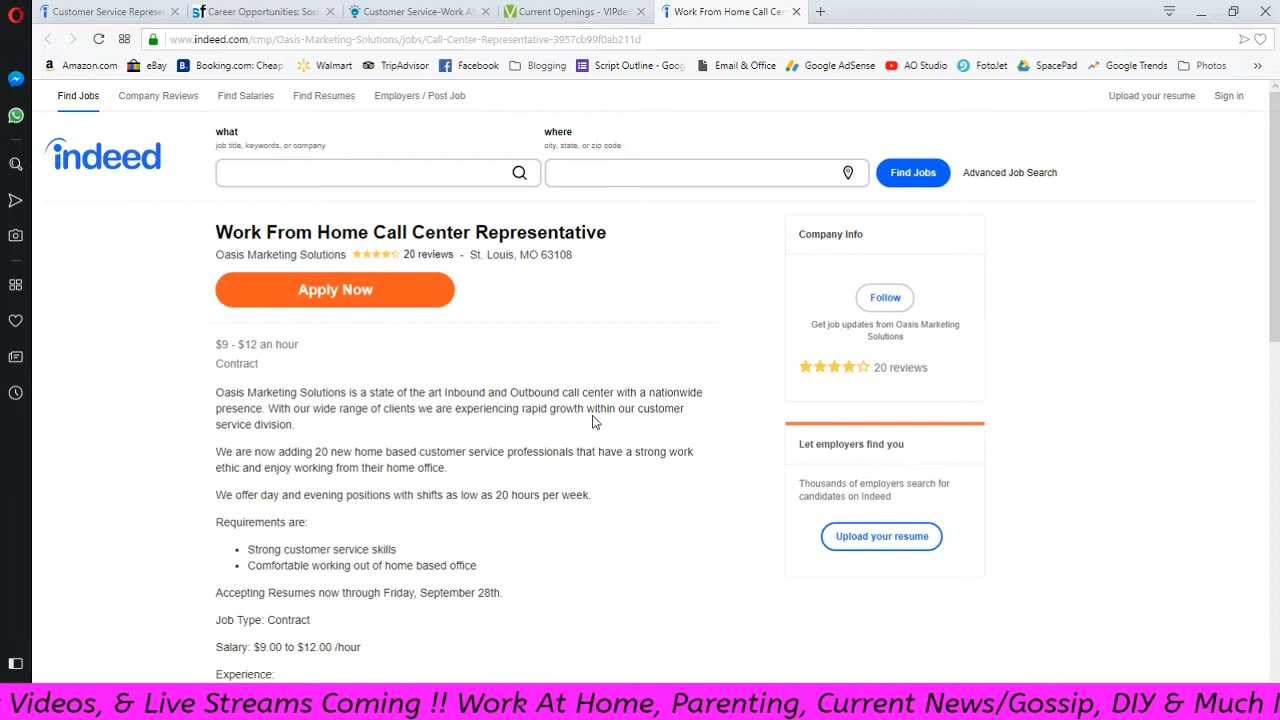 Customer Service Represe
Career Opportunities: Soci
Customer Service-Work At
Current Openings - VIPdes
Work From Home Call Cer
www.indeed.com/cmp/Oasis-Marketing-Solutions/jobs/Call-Center-Representative-3957cb99f0ab211d
Amazon.com
eBay
Booking.com: Cheap
Walmart
TripAdvisor
Facebook
Blogging
Script Outline - Goog
Email & Office
Google AdSense
AO Studio
FotoJet
SpacePad
Google Trends
Photos
Find Jobs
Company Reviews
Find Salaries
Find Resumes
Employers / Post Job
Upload your resume
Sign in
indeed
what
job title, keywords, or company
where
city, state, or zip code
Find Jobs
Advanced Job Search
Work From Home Call Center Representative
Oasis Marketing Solutions 20 reviews - St. Louis, MO 63108
Apply Now
$9 - $12 an hour
Contract
Oasis Marketing Solutions is a state of the art Inbound and Outbound call center with a nationwide
presence. With our wide range of clients we are experiencing rapid growth within our customer
service division.
We are now adding 20 new home based customer service professionals that have a strong work
ethic and enjoy working from their home office.
We offer day and evening positions with shifts as low as 20 hours per week.
Requirements are:
• Strong customer service skills
• Comfortable working out of home based office
Accepting Resumes now through Friday, September 28th.
Job Type: Contract
Salary: $9.00 to $12.00 /hour
Experience:
Company Info
Follow
Get job updates from Oasis Marketing
Solutions
20 reviews
Let employers find you
Thousands of employers search for
candidates on Indeed
Upload your resume
Videos, & Live Streams Coming !! Work At Home, Parenting, Current News/Gossip, DIY & Much